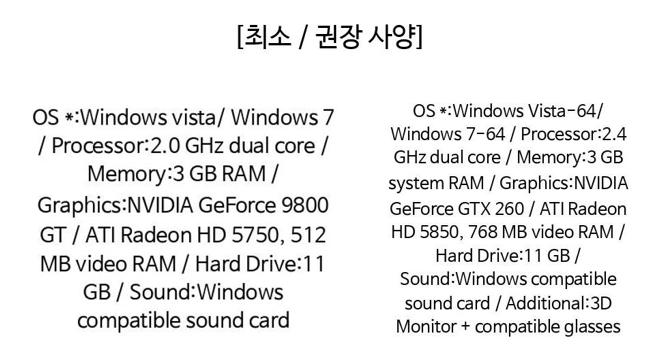 [최소 / 권장 사양]
OS *:Windows vista/ Windows 7
/ Processor:2.0 GHz dual core /
Memory:3 GB RAM /
Graphics:NVIDIA GeForce 9800
GT / ATI Radeon HD 5750, 512
MB video RAM / Hard Drive:11
GB / Sound:Windows
compatible sound card
OS *:Windows Vista-64/
Windows 7-64 / Processor:2.4
GHz dual core / Memory:3 GB
system RAM / Graphics:NVIDIA
GeForce GTX 260 / ATI Radeon
HD 5850, 768 MB video RAM /
Hard Drive:11 GB /
Sound:Windows compatible
sound card / Additional:3D
Monitor + compatible glasses